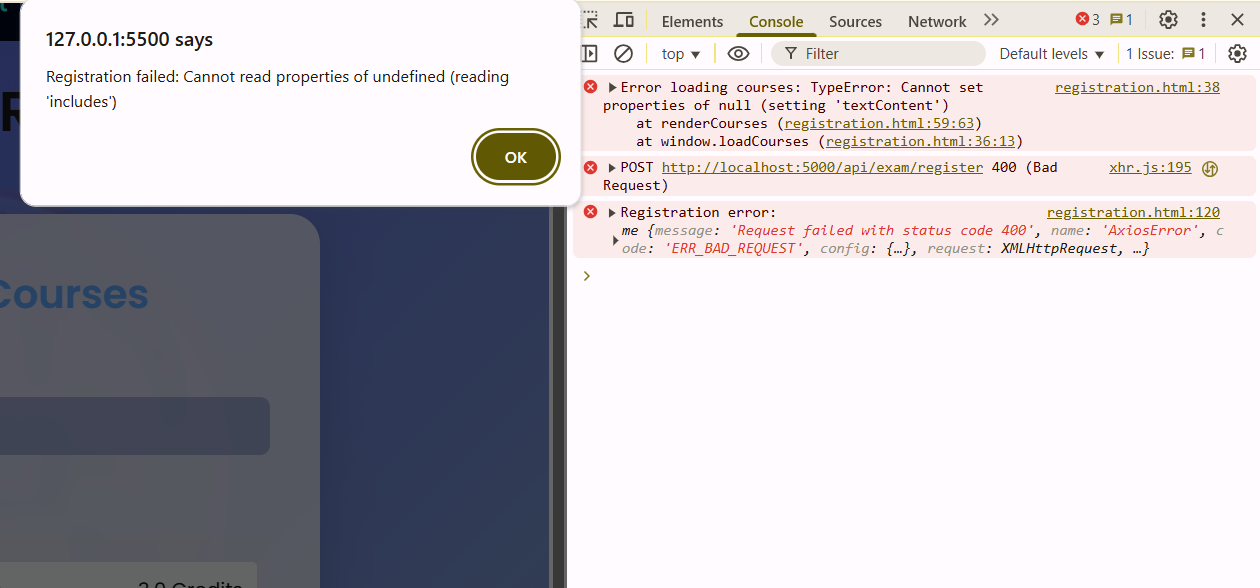 127.0.0.1:5500 says
Registration failed: Cannot read properties of undefined (reading
'includes')
OK
Courses
2.0 Credits
Elements Console Sources Network 3 1
top Filter Default levels 1 Issue: 1
Error loading courses: TypeError: Cannot set registration.html:38
properties of null (setting 'textContent')
at renderCourses (registration.html:59:63)
at window.loadCourses (registration.html:36:13)
POST http://localhost:5000/api/exam/register 400 (Bad xhr.js:195
Request)
Registration error: registration.html:120
me {message: 'Request failed with status code 400', name: 'AxiosError', c
ode: 'ERR_BAD_REQUEST', config: {…}, request: XMLHttpRequest, …}